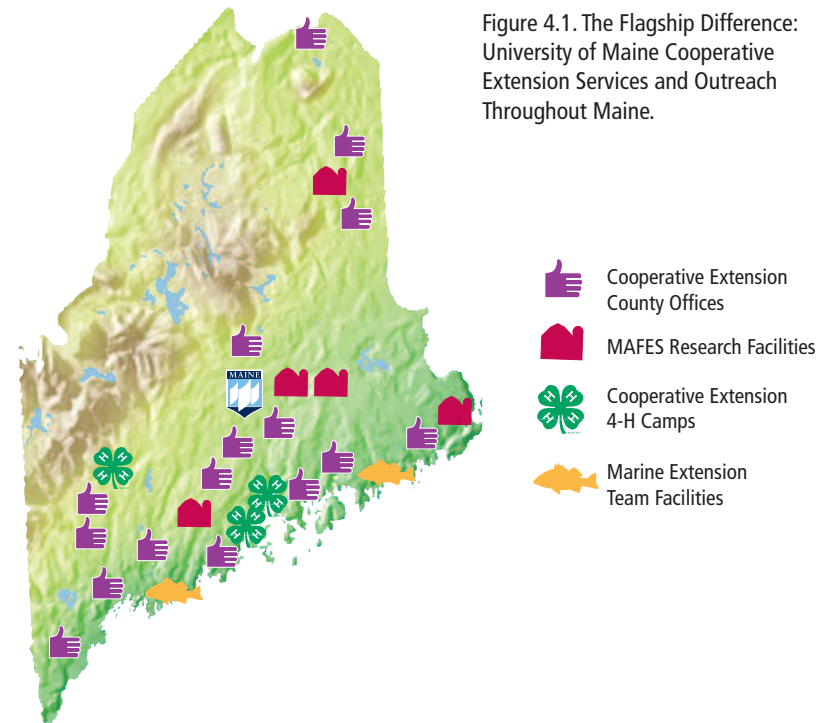 Figure 4.1. The Flagship Difference:
University of Maine Cooperative
Extension Services and Outreach
Throughout Maine.
Cooperative Extension
County Offices
MAFES Research Facilities
Cooperative Extension
4-H Camps
Marine Extension
Team Facilities
MAINE
H H
H H
H H
H H
H H
H H
H H
H H